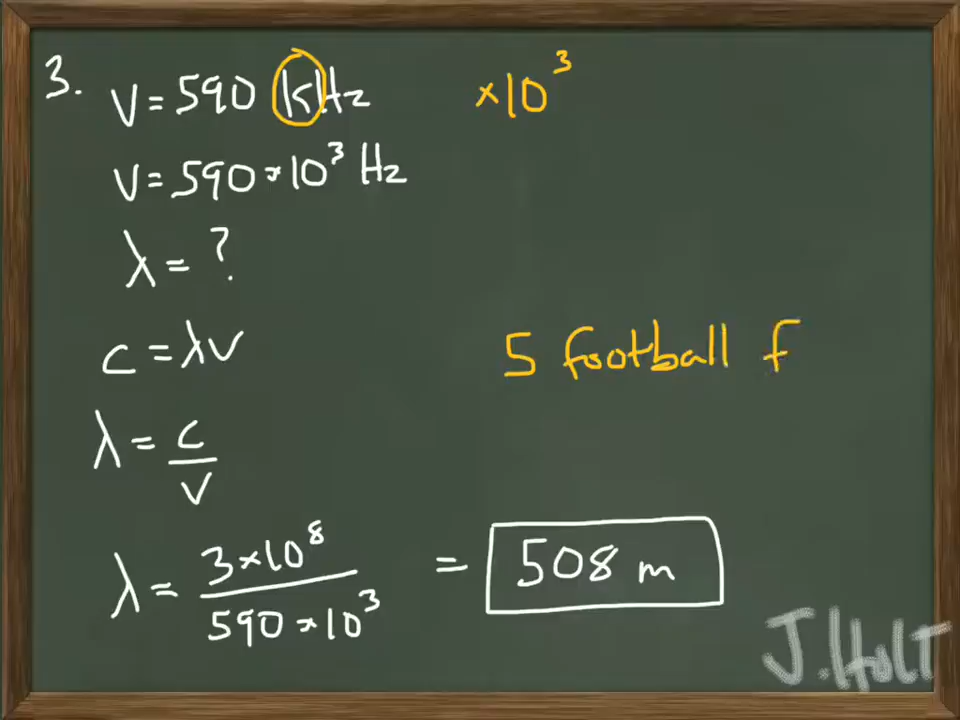 3. ν = 590 kHz ×10³
ν = 590×10³ Hz
λ = ?
c = λν
5 football f
λ = c/ν
λ = 3×10⁸/590×10³ = 508 m
J.Holt